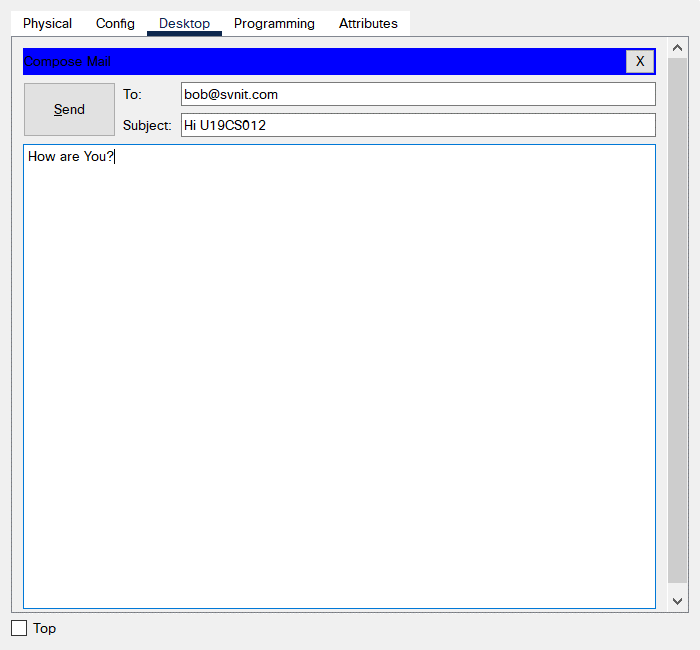 Physical Config Desktop Programming Attributes
Compose Mail X
Send
To: bob@svnit.com
Subject: Hi U19CS012
How are You?
Top